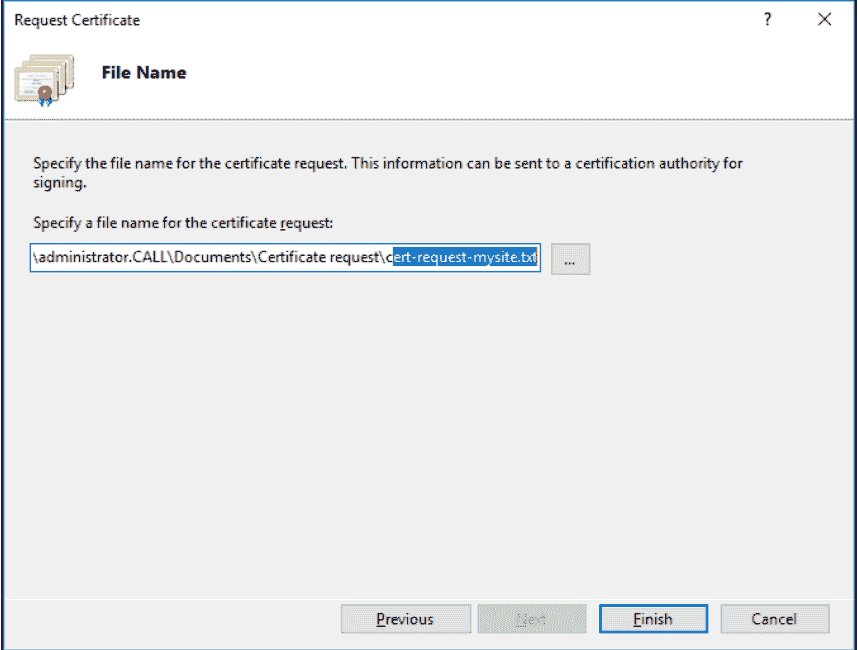 Request Certificate ?
File Name
Specify the file name for the certificate request. This information can be sent to a certification authority for
signing.
Specify a file name for the certificate request:
\administrator.CALL\Documents\Certificate request\cert-request-mysite.txt ...
Previous Next Finish Cancel